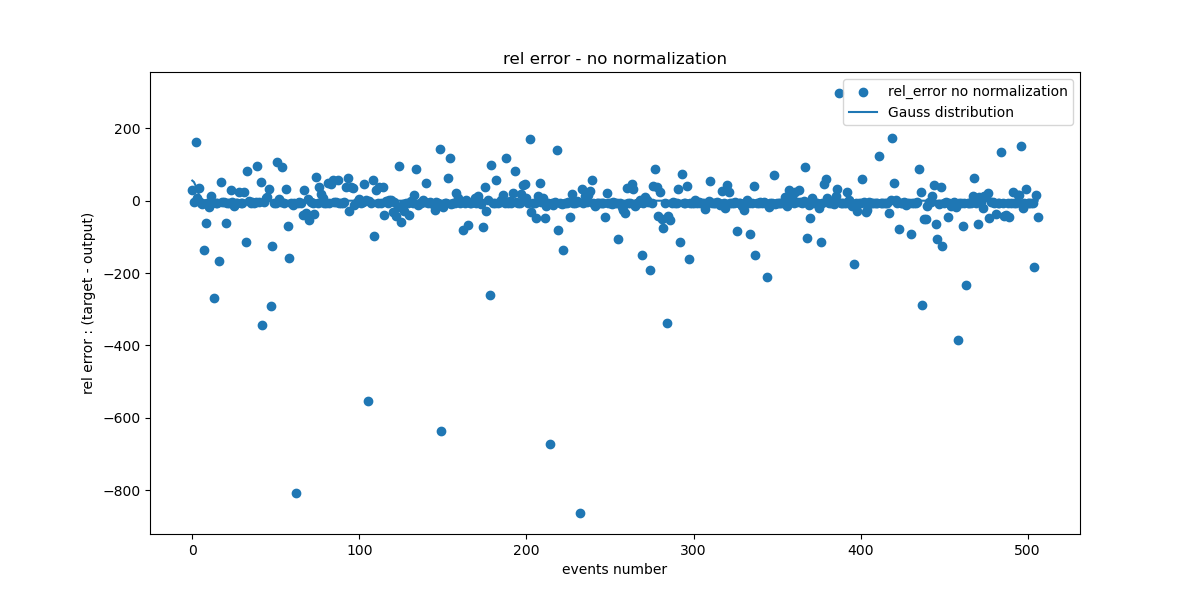 rel error - no normalization
rel_error no normalization
Gauss distribution
200
0
−200
−400
−600
−800
rel error : (target - output)
0
100
200
300
400
500
events number